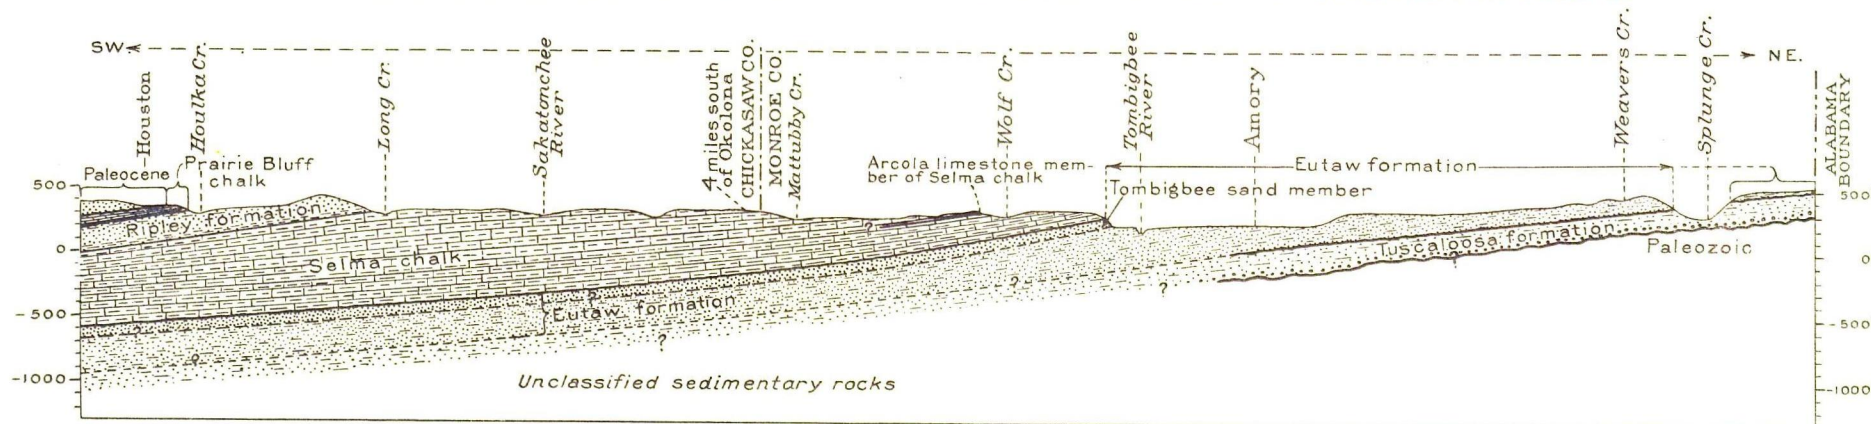 SW.
NE.
Houston
Houlka Cr.
Long Cr.
Sakatonchee
River
4 miles south
of Okolona
CHICKASAW CO.
MONROE CO.
Mattubby Cr.
Wolf Cr.
Tombigbee
River
Amory
Weavers Cr.
Splunge Cr.
ALABAMA
BOUNDARY
Paleocene
Prairie Bluff
chalk
Arcola limestone mem-
ber of Selma chalk
Eutaw formation
Tombigbee sand member
500
0
-500
-1000
Ripley formation
Selma chalk
?
?
Eutaw formation
?
?
?
?
?
Tuscaloosa formation
?
Paleozoic
Unclassified sedimentary rocks
500
0
-500
-1000